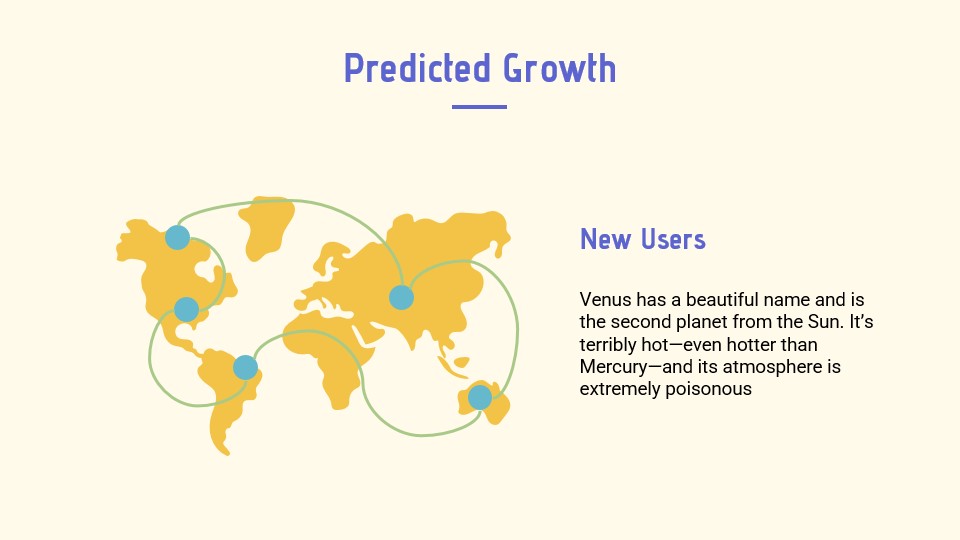 Predicted Growth
New Users
Venus has a beautiful name and is
the second planet from the Sun. It’s
terribly hot—even hotter than
Mercury—and its atmosphere is
extremely poisonous